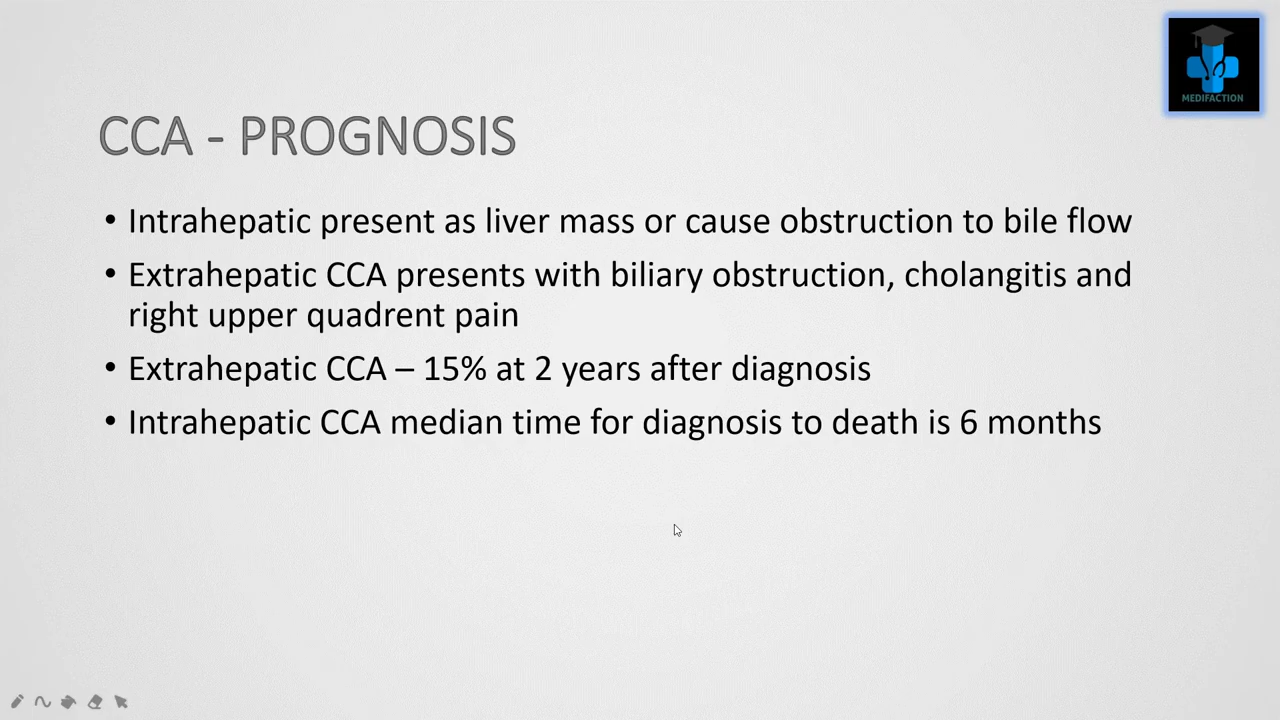 MEDIFACTION
CCA - PROGNOSIS
• Intrahepatic present as liver mass or cause obstruction to bile flow
• Extrahepatic CCA presents with biliary obstruction, cholangitis and
right upper quadrent pain
• Extrahepatic CCA – 15% at 2 years after diagnosis
• Intrahepatic CCA median time for diagnosis to death is 6 months